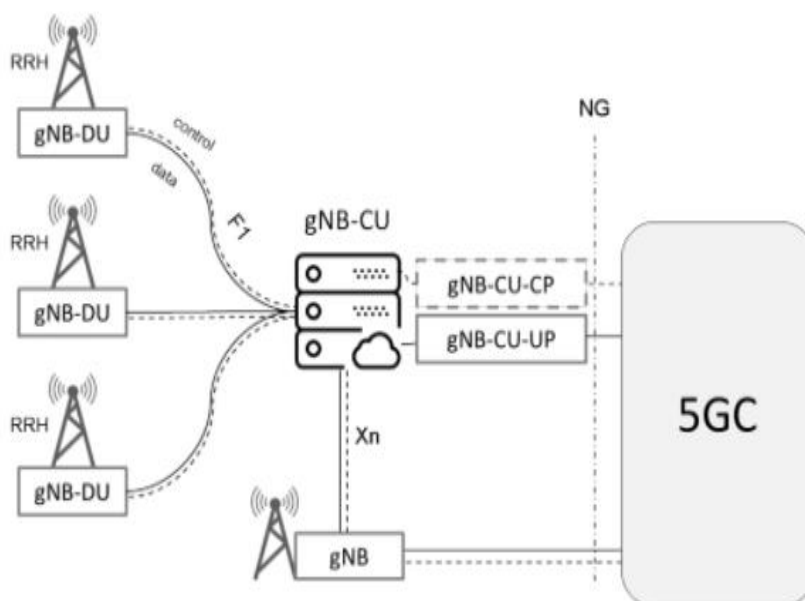 RRH
gNB-DU
control
data
F1
RRH
gNB-DU
RRH
gNB-DU
gNB-CU
gNB-CU-CP
gNB-CU-UP
Xn
gNB
NG
5GC